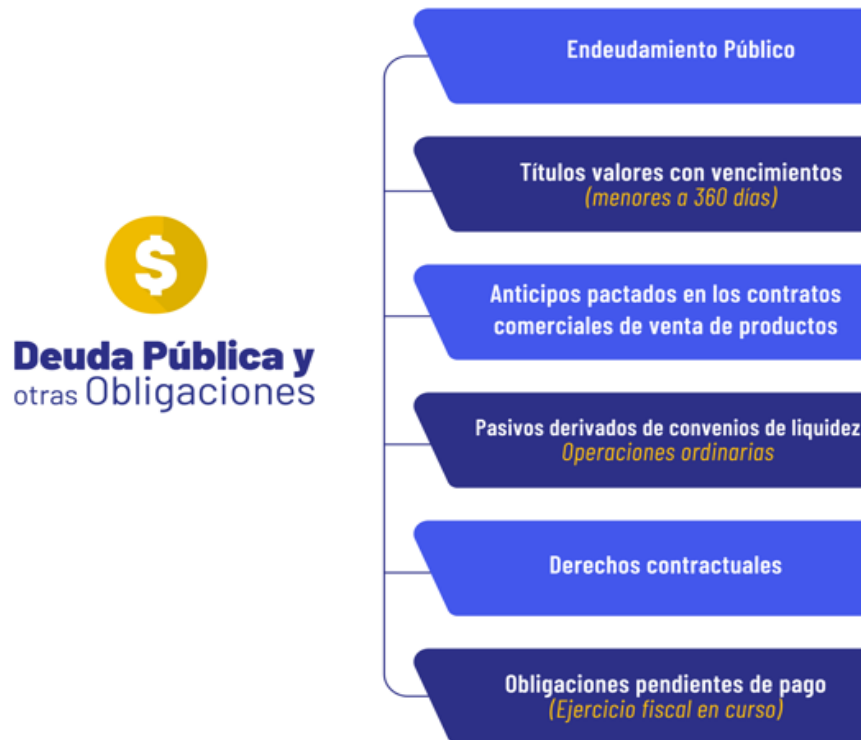 $
Deuda Pública y
otras Obligaciones
Endeudamiento Público
Títulos valores con vencimientos
(menores a 360 días)
Anticipos pactados en los contratos
comerciales de venta de productos
Pasivos derivados de convenios de liquidez
Operaciones ordinarias
Derechos contractuales
Obligaciones pendientes de pago
(Ejercicio fiscal en curso)